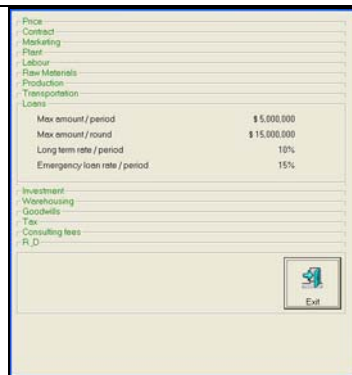 Price
Contract
Marketing
Plant
Labour
Raw Materials
Production
Transportation
Loans
Max amount / period $ 5,000,000
Max amount / round $ 15,000,000
Long term rate / period 10%
Emergency loan rate / period 15%
Investment
Warehousing
Goodwills
Tax
Consulting fees
R_D
Exit